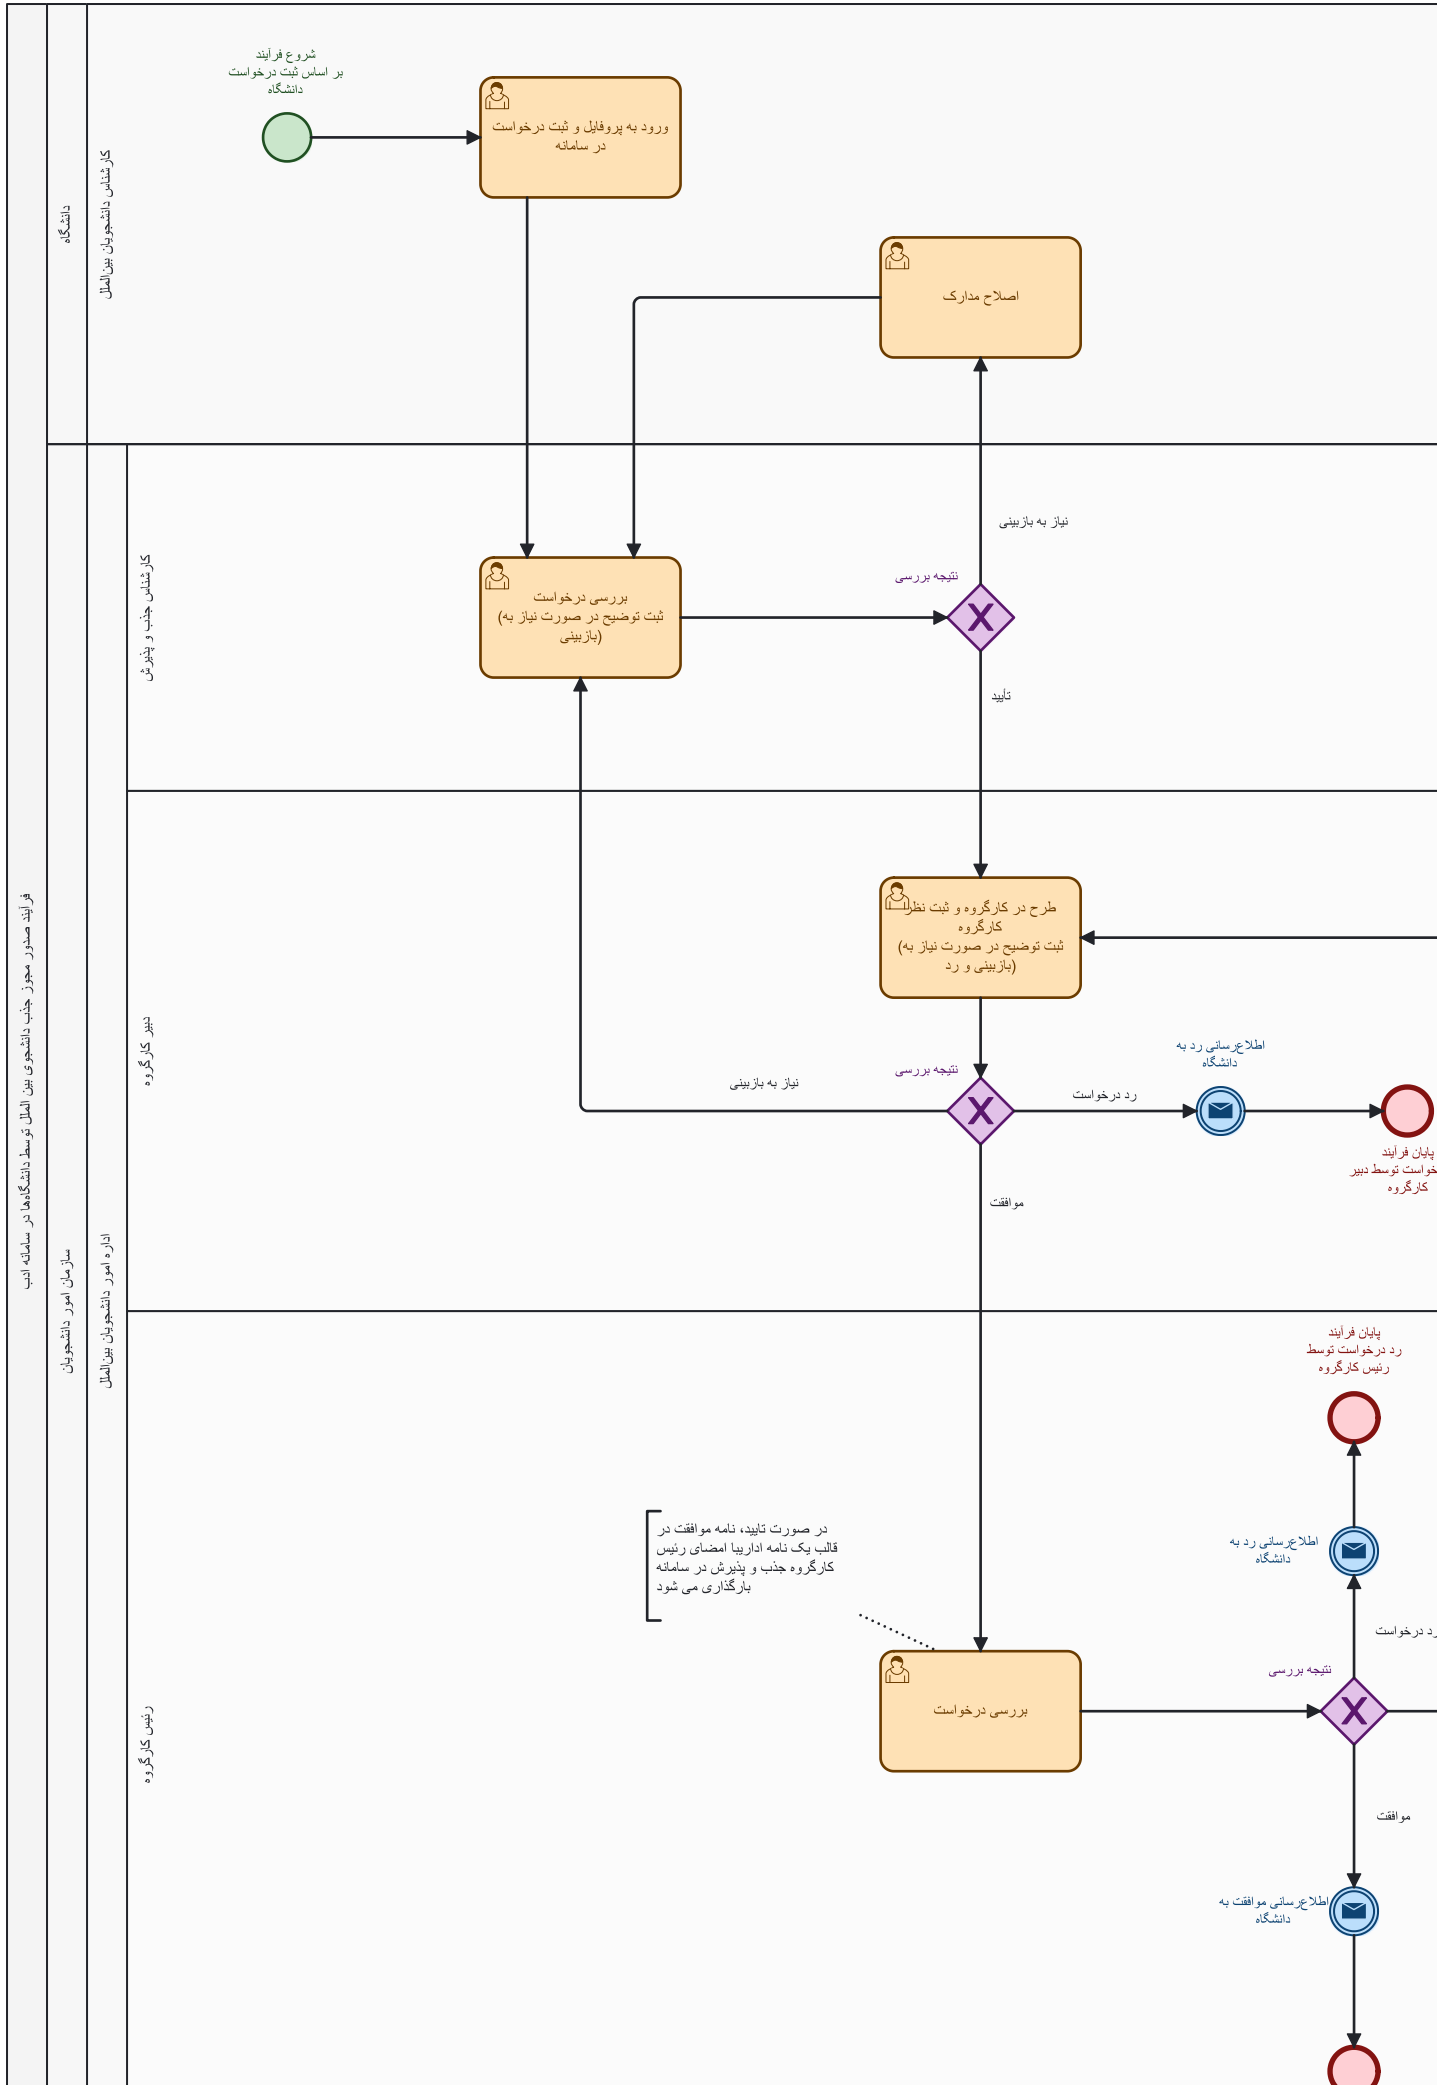 فرآیند صدور مجوز جذب دانشجوی بین الملل توسط دانشگاه‌ها در سامانه ادب
دانشگاه
کارشناس دانشجویان بین‌الملل
شروع فرآیند
بر اساس ثبت درخواست
دانشگاه
ورود به پروفایل و ثبت درخواست
در سامانه
اصلاح مدارک
سازمان امور دانشجویان
اداره امور دانشجویان بین‌الملل
کارشناس جذب و پذیرش
نیاز به بازبینی
نتیجه بررسی
بررسی درخواست
(ثبت توضیح در صورت نیاز به
بازبینی)
تأیید
دبیر کارگروه
طرح در کارگروه و ثبت نظر
کارگروه
(ثبت توضیح در صورت نیاز به
بازبینی و رد)
نتیجه بررسی
نیاز به بازبینی
رد درخواست
اطلاع‌رسانی رد به
دانشگاه
پایان فرآیند
خواست توسط دبیر
کارگروه
موافقت
رئیس کارگروه
پایان فرآیند
رد درخواست توسط
رئیس کارگروه
در صورت تایید، نامه موافقت در
قالب یک نامه اداریبا امضای رئیس
کارگروه جذب و پذیرش در سامانه
بارگذاری می شود
اطلاع‌رسانی رد به
دانشگاه
رد درخواست
نتیجه بررسی
بررسی درخواست
موافقت
اطلاع‌رسانی موافقت به
دانشگاه